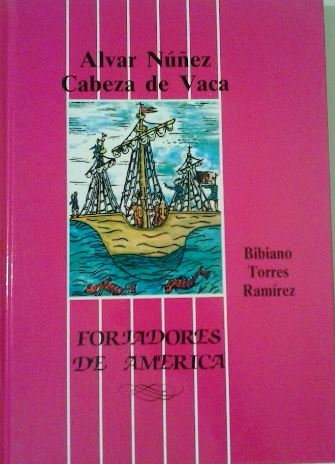 Alvar Núñez
Cabeza de Vaca
Bibiano
Torres
Ramírez
FORJADORES
DE AMERICA